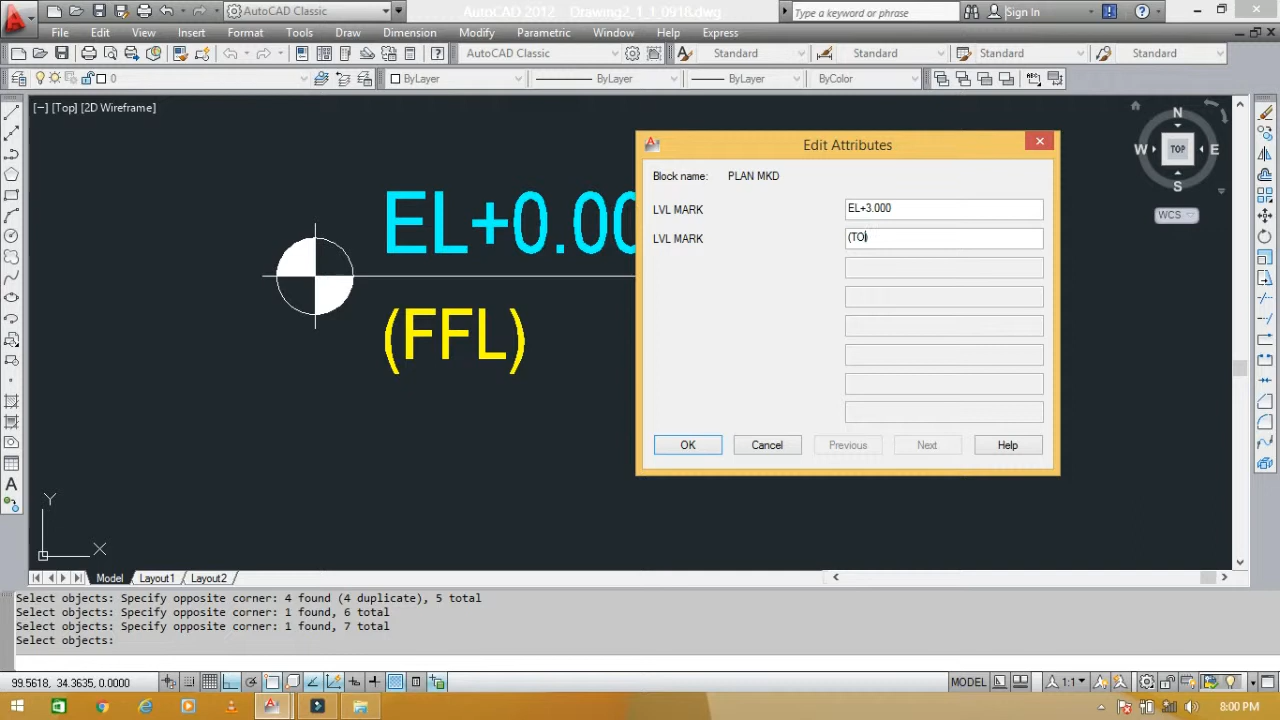 AutoCAD Classic
AutoCAD 2012 Drawing2_1_1_0918.dwg
Type a keyword or phrase
Sign In
File Edit View Insert Format Tools Draw Dimension Modify Parametric Window Help Express
AutoCAD Classic Standard Standard Standard Standard
0 ByLayer ByLayer ByLayer ByColor
[−] [Top] [2D Wireframe]
N
W TOP E
S
WCS
EL+0.00
(FFL)
Edit Attributes
Block name: PLAN MKD
LVL MARK EL+3.000
LVL MARK (TO
OK Cancel Previous Next Help
Y
X
Model Layout1 Layout2
Select objects: Specify opposite corner: 4 found (4 duplicate), 5 total
Select objects: Specify opposite corner: 1 found, 6 total
Select objects: Specify opposite corner: 1 found, 7 total
Select objects:
99.5618, 34.3635, 0.0000
MODEL
1:1
8:00 PM